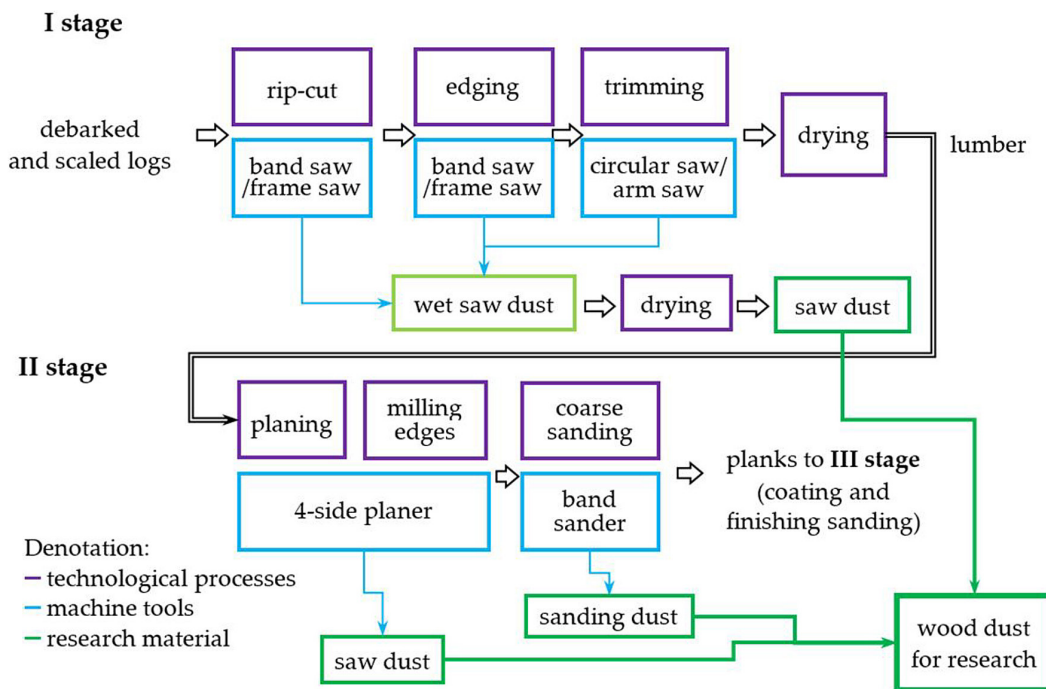 I stage
rip-cut
edging
trimming
debarked
and scaled logs
drying
lumber
band saw
/frame saw
band saw
/frame saw
circular saw/
arm saw
wet saw dust
drying
saw dust
II stage
planing
milling
edges
coarse
sanding
4-side planer
band
sander
planks to III stage
(coating and
finishing sanding)
Denotation:
technological processes
machine tools
research material
sanding dust
saw dust
wood dust
for research